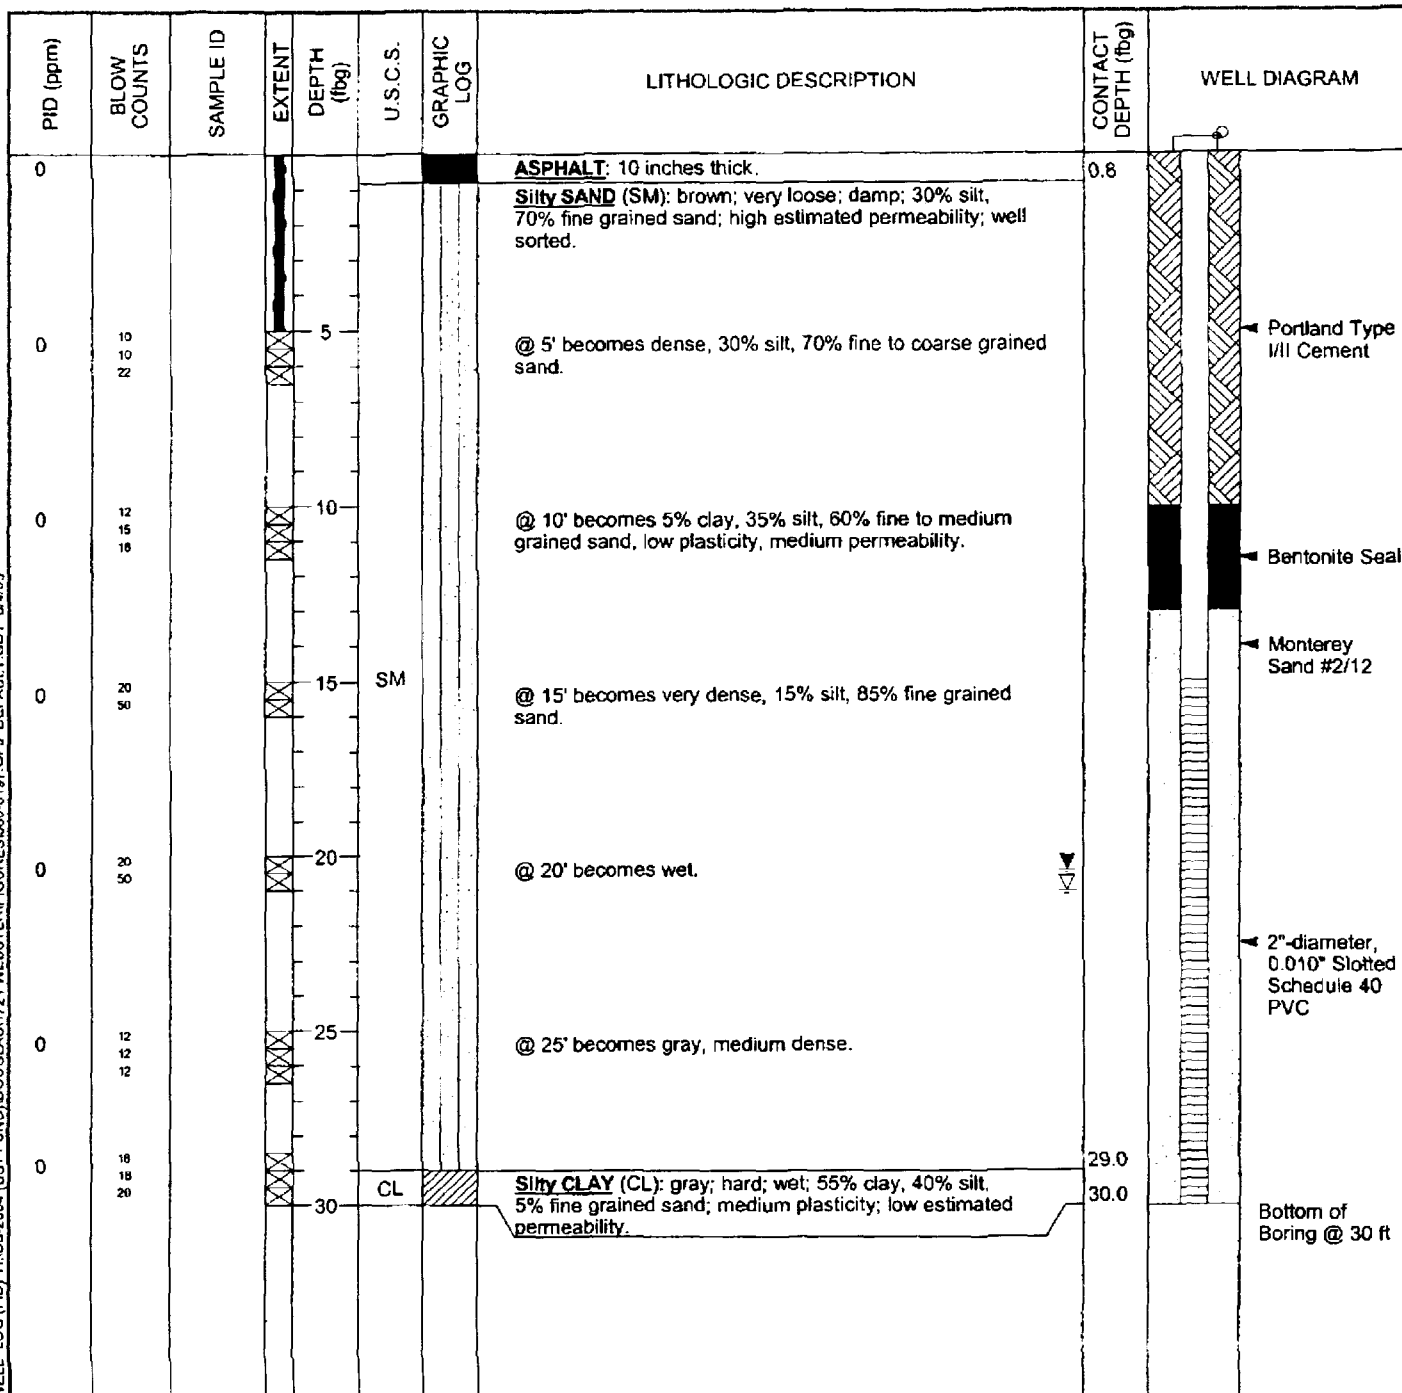 PID (ppm)
BLOW COUNTS
SAMPLE ID
EXTENT
DEPTH (fbg)
U.S.C.S.
GRAPHIC LOG
LITHOLOGIC DESCRIPTION
CONTACT DEPTH (fbg)
WELL DIAGRAM
0
ASPHALT: 10 inches thick.
0.8
Silty SAND (SM): brown; very loose; damp; 30% silt,
70% fine grained sand; high estimated permeability; well
sorted.
0
10
10
22
5
@ 5' becomes dense, 30% silt, 70% fine to coarse grained
sand.
Portland Type
I/II Cement
0
12
15
18
10
@ 10' becomes 5% clay, 35% silt, 60% fine to medium
grained sand, low plasticity, medium permeability.
Bentonite Seal
Monterey
Sand #2/12
0
20
50
15
SM
@ 15' becomes very dense, 15% silt, 85% fine grained
sand.
0
20
50
20
@ 20' becomes wet.
2"-diameter,
0.010" Slotted
Schedule 40
PVC
0
12
12
12
25
@ 25' becomes gray, medium dense.
0
18
18
20
29.0
CL
Silty CLAY (CL): gray; hard; wet; 55% clay, 40% silt,
5% fine grained sand; medium plasticity; low estimated
permeability.
30.0
30
Bottom of
Boring @ 30 ft
WELL LOG (PID)